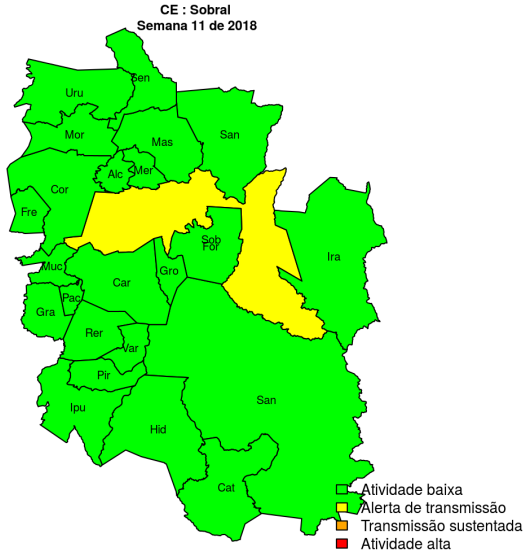 CE : Sobral
Semana 11 de 2018
Sen
Uru
Mor
Mas
San
Alc
Mer
Cor
Fre
Sob
For
Ira
Muc
Gro
Car
Pac
Gra
Rer
Var
Pir
Ipu
San
Hid
Cat
Atividade baixa
Alerta de transmissão
Transmissão sustentada
Atividade alta